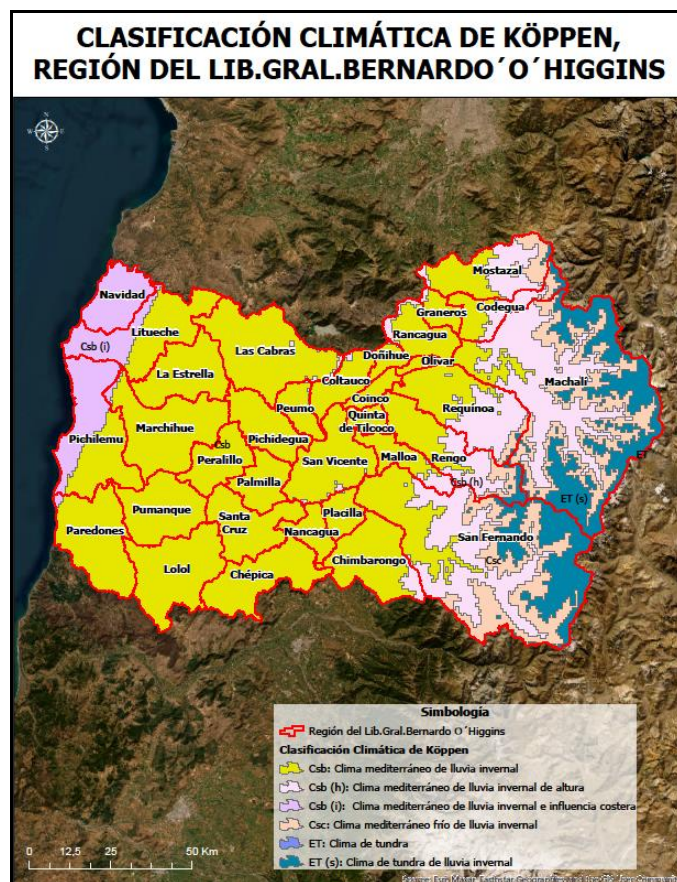 CLASIFICACIÓN CLIMÁTICA DE KÖPPEN,
REGIÓN DEL LIB.GRAL.BERNARDO´O´HIGGINS
N
W E
S
Mostazal
Navidad
Codegua
Graneros
Litueche
Rancagua
Csb (i)
Las Cabras
Doñihue
Olivar
La Estrella
Coltauco
Machalí
Coinco
Peumo
Requínoa
Quinta
de Tilcoco
Pichilemu
Marchihue
Pichidegua
Csb
Peralillo
San Vicente
Malloa
Rengo
ET
Palmilla
Csb (h)
ET (s)
Pumanque
Placilla
Paredones
Santa
Cruz
Nancagua
San Fernando
Chimbarongo
Csc
Lolol
Chépica
Simbología
Región del Lib.Gral.Bernardo O´Higgins
Clasificación Climática de Köppen
Csb: Clima mediterráneo de lluvia invernal
Csb (h): Clima mediterráneo de lluvia invernal de altura
Csb (i): Clima mediterráneo de lluvia invernal e influencia costera
Csc: Clima mediterráneo frío de lluvia invernal
ET: Clima de tundra
ET (s): Clima de tundra de lluvia invernal
0 12,5 25 50 Km